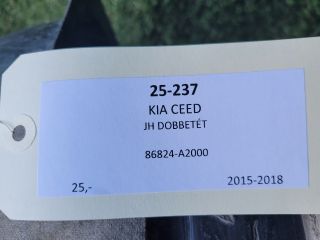 25-237
KIA CEED
JH DOBBETÉT
86824-A2000
25,- 2015-2018